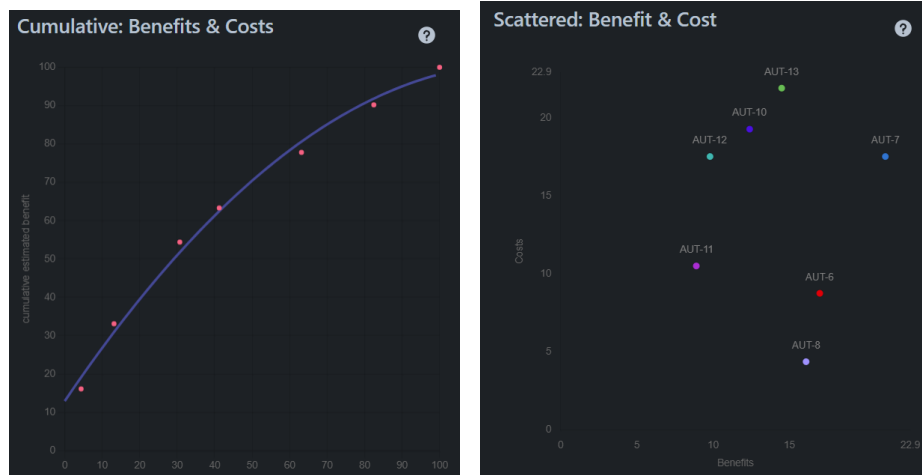 Cumulative: Benefits & Costs
?
100
90
80
70
60
50
40
30
20
10
0
cumulative estimated benefit
0 10 20 30 40 50 60 70 80 90 100
Scattered: Benefit & Cost
?
22.9
20
15
10
5
0
Costs
AUT-13
AUT-10
AUT-12
AUT-7
AUT-11
AUT-6
AUT-8
0 5 10 15 22.9
Benefits